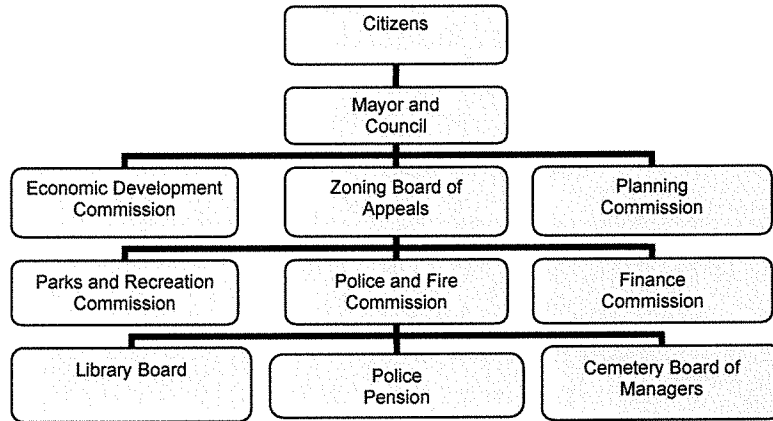 Citizens
Mayor and
Council
Economic Development
Commission
Zoning Board of
Appeals
Planning
Commission
Parks and Recreation
Commission
Police and Fire
Commission
Finance
Commission
Library Board
Police
Pension
Cemetery Board of
Managers